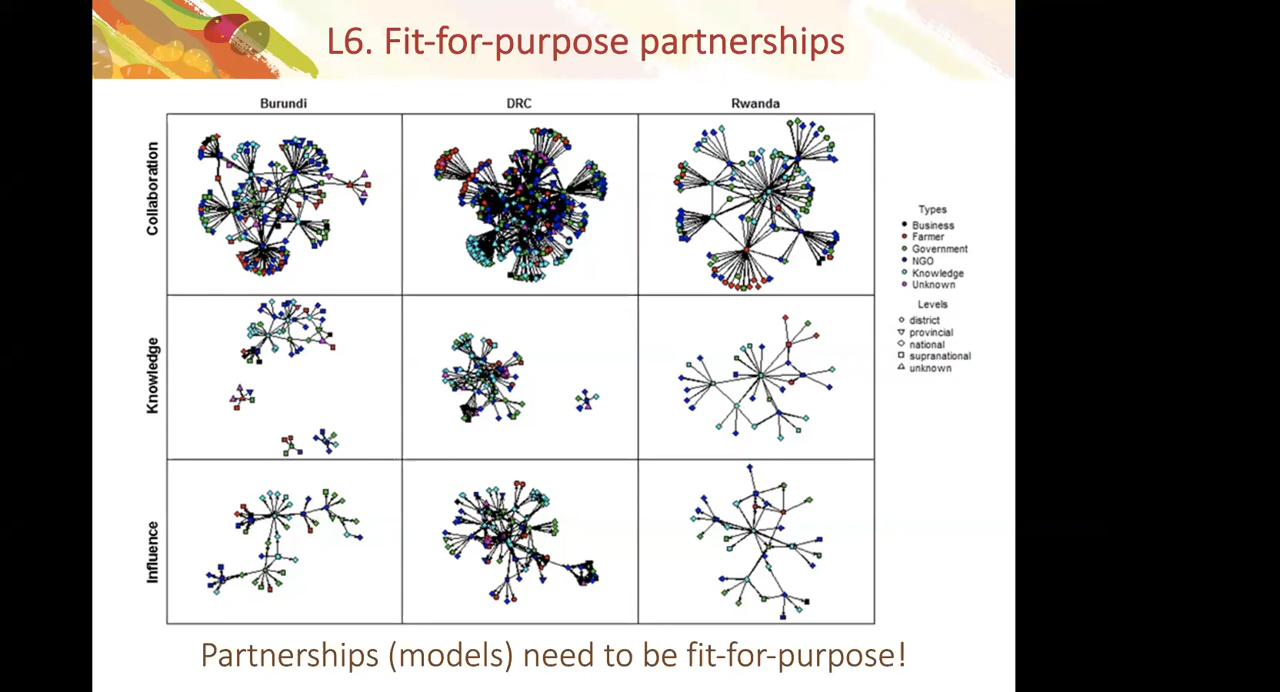 L6. Fit-for-purpose partnerships
Burundi
DRC
Rwanda
Collaboration
Knowledge
Influence
Types
Business
Farmer
Government
NGO
Knowledge
Unknown
Levels
district
provincial
national
supranational
unknown
Partnerships (models) need to be fit-for-purpose!